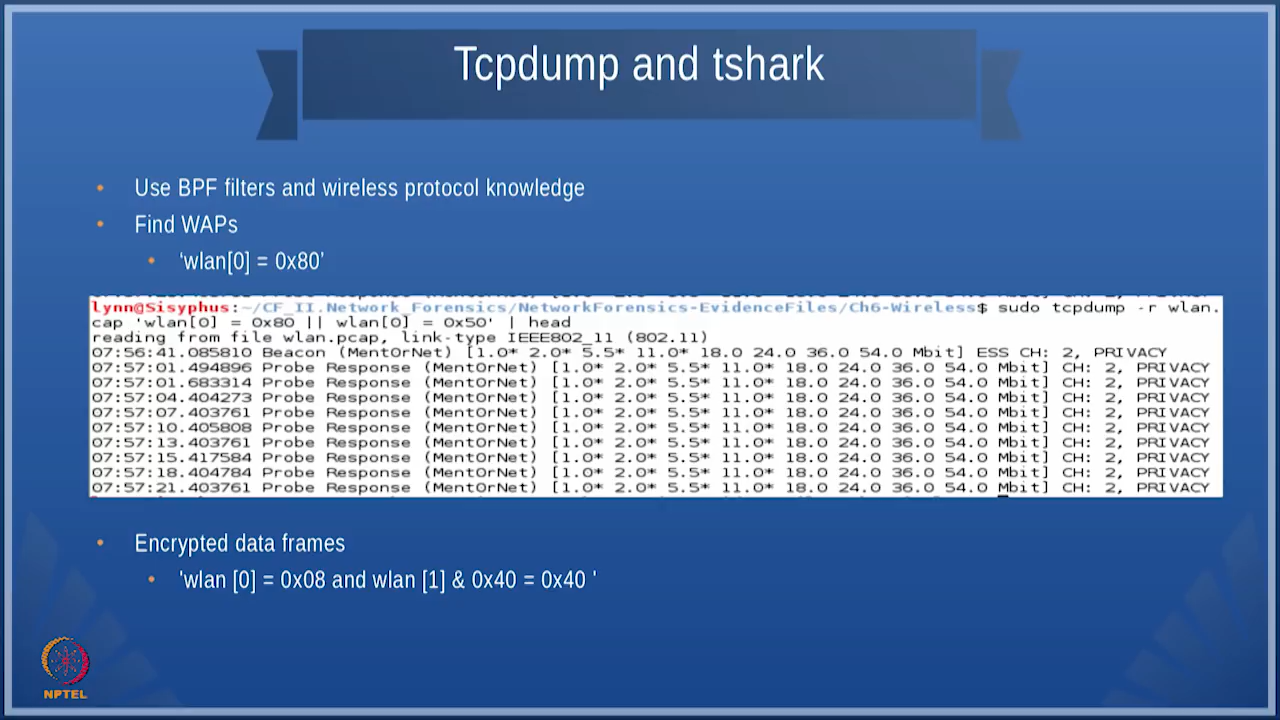 Tcpdump and tshark
• Use BPF filters and wireless protocol knowledge
• Find WAPs
• ‘wlan[0] = 0x80’
lynn@Sisyphus:~/CF_II.Network_Forensics/NetworkForensics-EvidenceFiles/Ch6-Wireless$ sudo tcpdump -r wlan.
cap 'wlan[0] = 0x80 || wlan[0] = 0x50' | head
reading from file wlan.pcap, link-type IEEE802_11 (802.11)
07:56:41.085810 Beacon (MentOrNet) [1.0* 2.0* 5.5* 11.0* 18.0 24.0 36.0 54.0 Mbit] ESS CH: 2, PRIVACY
07:57:01.494896 Probe Response (MentOrNet) [1.0* 2.0* 5.5* 11.0* 18.0 24.0 36.0 54.0 Mbit] CH: 2, PRIVACY
07:57:01.683314 Probe Response (MentOrNet) [1.0* 2.0* 5.5* 11.0* 18.0 24.0 36.0 54.0 Mbit] CH: 2, PRIVACY
07:57:04.404273 Probe Response (MentOrNet) [1.0* 2.0* 5.5* 11.0* 18.0 24.0 36.0 54.0 Mbit] CH: 2, PRIVACY
07:57:07.403761 Probe Response (MentOrNet) [1.0* 2.0* 5.5* 11.0* 18.0 24.0 36.0 54.0 Mbit] CH: 2, PRIVACY
07:57:10.405808 Probe Response (MentOrNet) [1.0* 2.0* 5.5* 11.0* 18.0 24.0 36.0 54.0 Mbit] CH: 2, PRIVACY
07:57:13.403761 Probe Response (MentOrNet) [1.0* 2.0* 5.5* 11.0* 18.0 24.0 36.0 54.0 Mbit] CH: 2, PRIVACY
07:57:15.417584 Probe Response (MentOrNet) [1.0* 2.0* 5.5* 11.0* 18.0 24.0 36.0 54.0 Mbit] CH: 2, PRIVACY
07:57:18.404784 Probe Response (MentOrNet) [1.0* 2.0* 5.5* 11.0* 18.0 24.0 36.0 54.0 Mbit] CH: 2, PRIVACY
07:57:21.403761 Probe Response (MentOrNet) [1.0* 2.0* 5.5* 11.0* 18.0 24.0 36.0 54.0 Mbit] CH: 2, PRIVACY
• Encrypted data frames
• 'wlan [0] = 0x08 and wlan [1] & 0x40 = 0x40 '
NPTEL